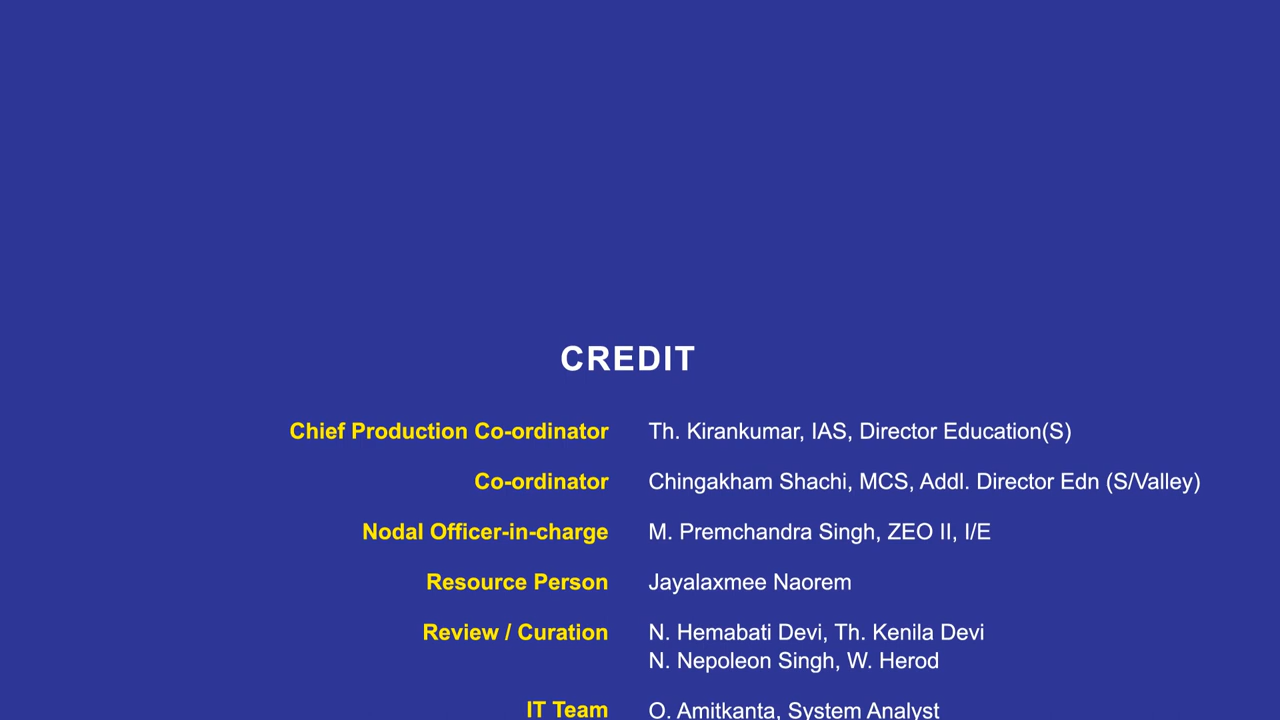 CREDIT
Chief Production Co-ordinator Th. Kirankumar, IAS, Director Education(S)
Co-ordinator Chingakham Shachi, MCS, Addl. Director Edn (S/Valley)
Nodal Officer-in-charge M. Premchandra Singh, ZEO II, I/E
Resource Person Jayalaxmee Naorem
Review / Curation N. Hemabati Devi, Th. Kenila Devi
N. Nepoleon Singh, W. Herod
IT Team O. Amitkanta, System Analyst